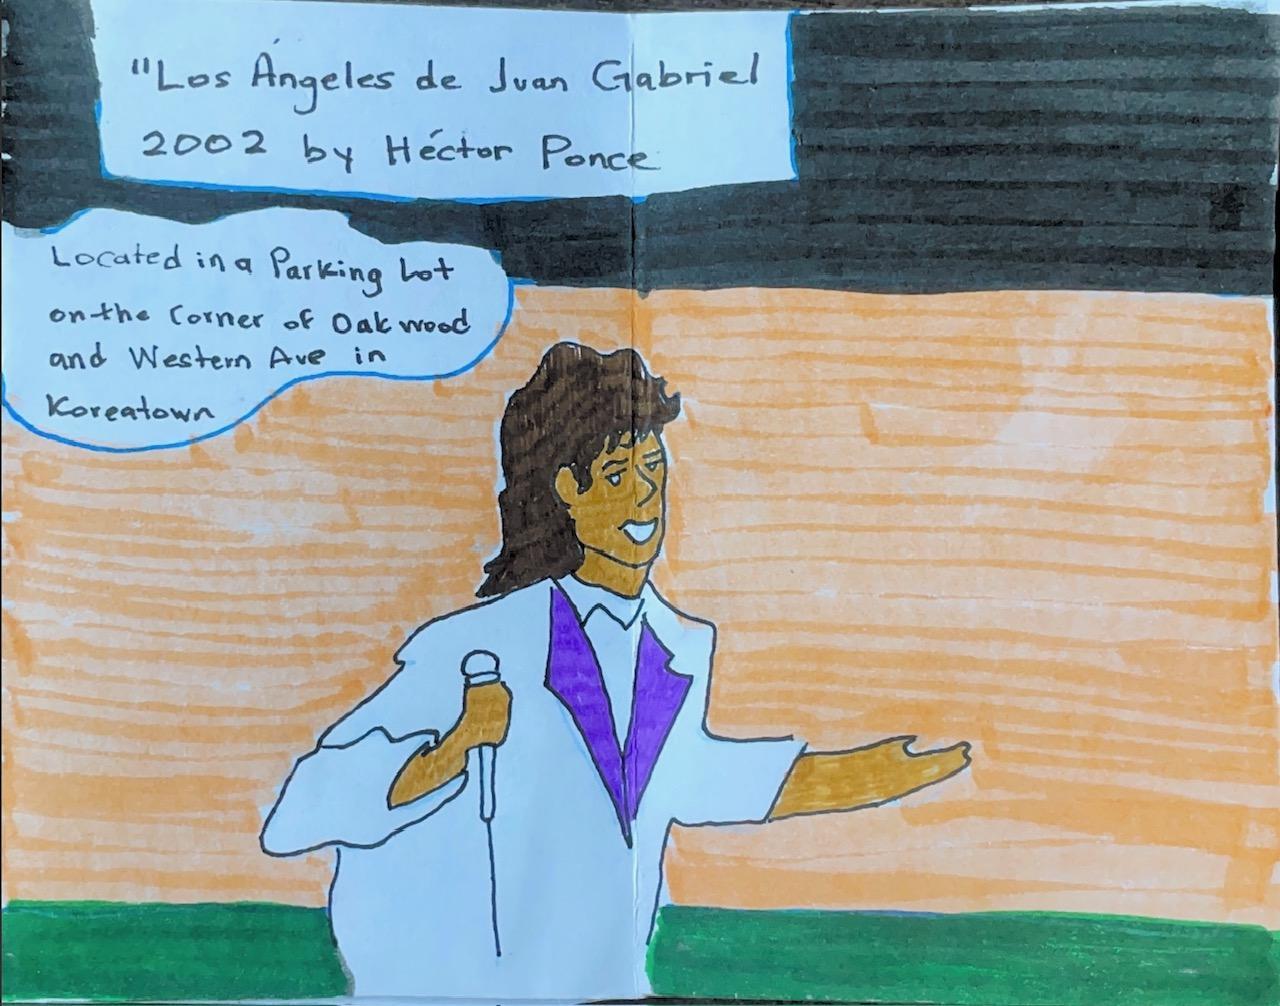 "Los Ángeles de Juan Gabriel
2002 by Héctor Ponce
Located in a Parking Lot
on the Corner of Oakwood
and Western Ave in
Koreatown